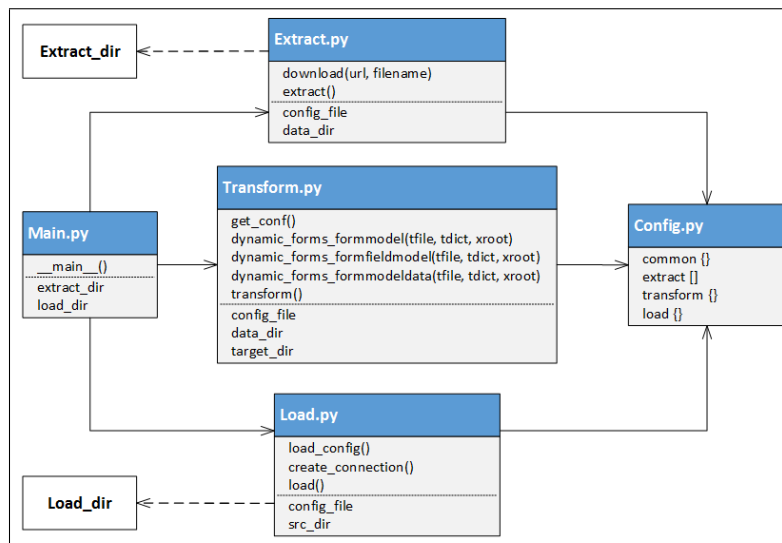 Extract_dir
Extract.py
download(url, filename)
extract()
config_file
data_dir
Transform.py
get_conf()
dynamic_forms_formmodel(tfile, tdict, xroot)
dynamic_forms_formfieldmodel(tfile, tdict, xroot)
dynamic_forms_formmodeldata(tfile, tdict, xroot)
transform()
config_file
data_dir
target_dir
Main.py
__main__()
extract_dir
load_dir
Config.py
common {}
extract []
transform {}
load {}
Load.py
load_config()
create_connection()
load()
config_file
src_dir
Load_dir